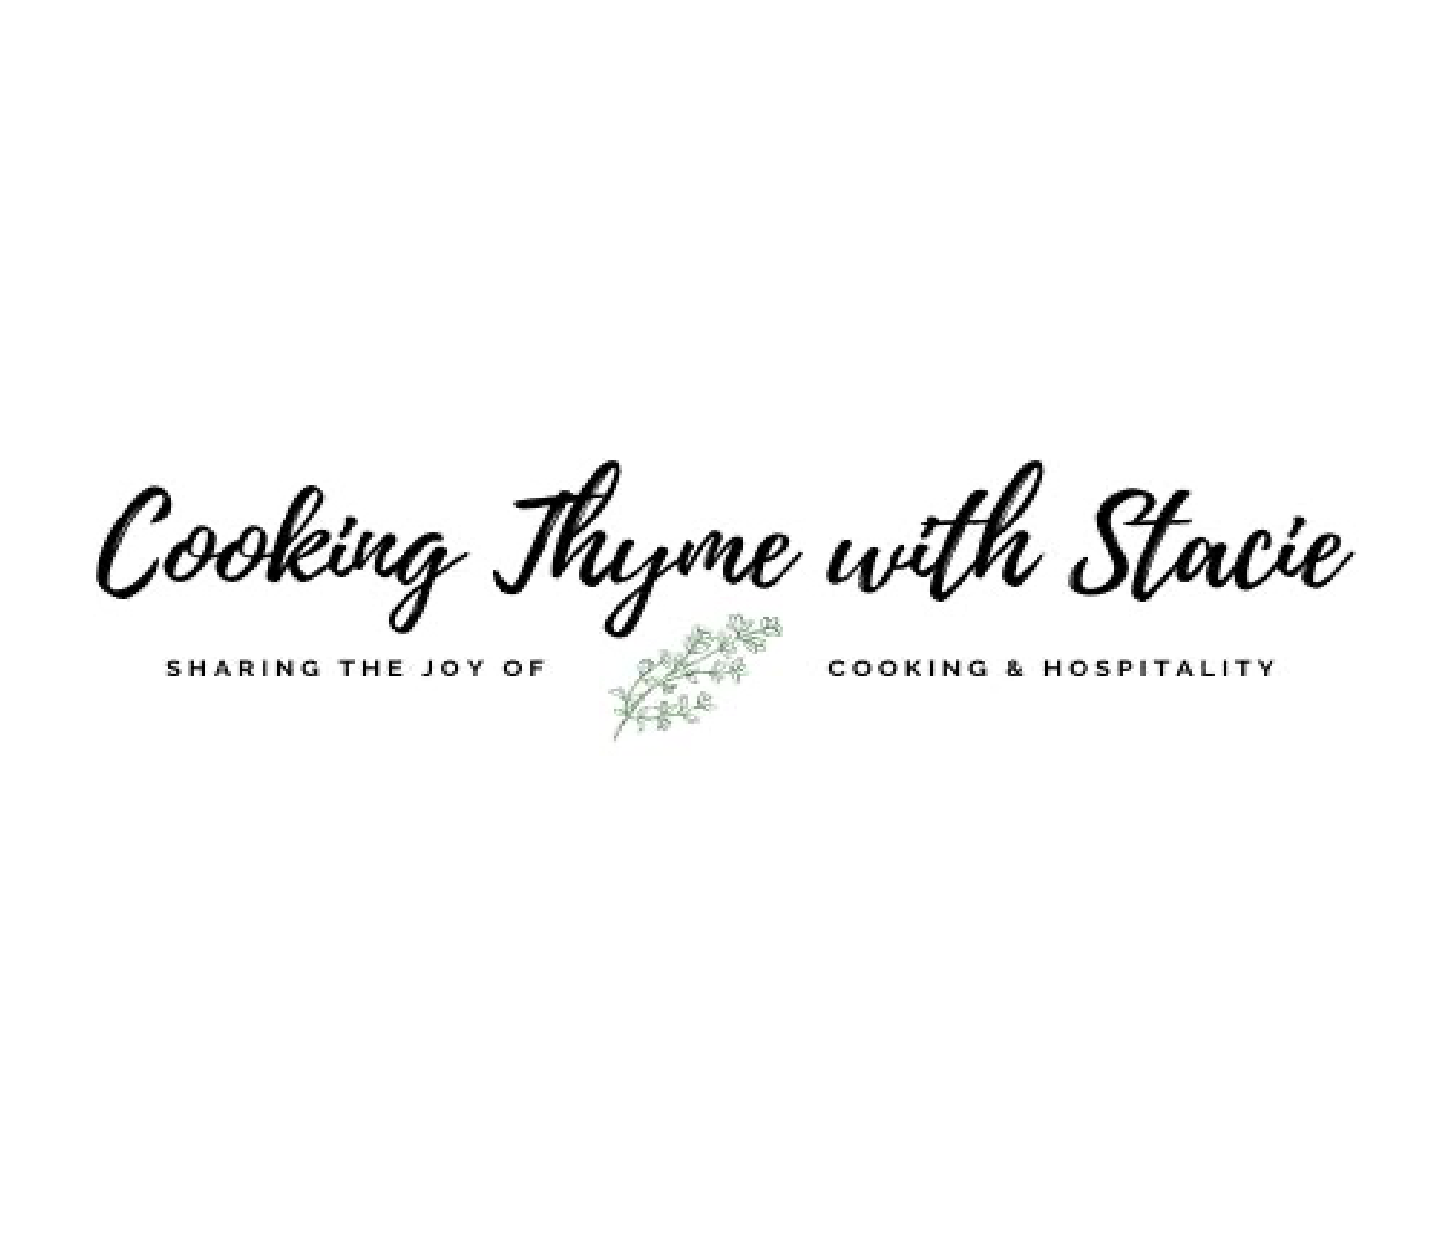 Cooking Thyme with Stacie
SHARING THE JOY OF COOKING & HOSPITALITY